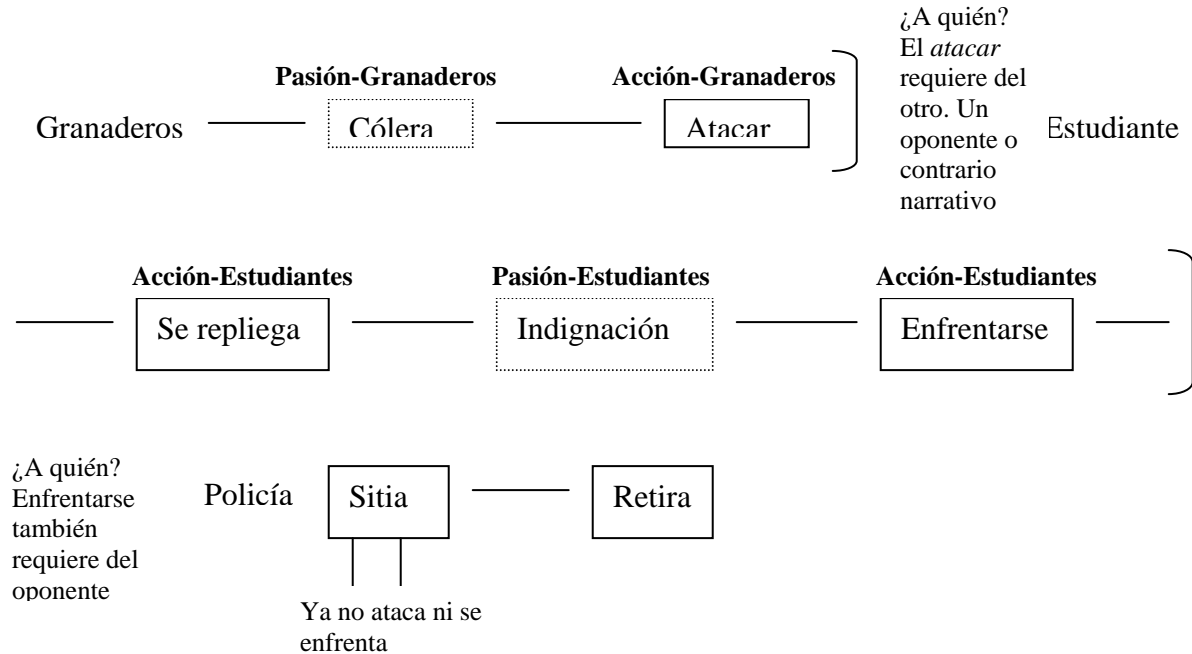 ¿A quién?
El atacar
requiere del
otro. Un
oponente o
contrario
narrativo
Pasión-Granaderos
Acción-Granaderos
Granaderos
Cólera
Atacar
Estudiante
Acción-Estudiantes
Pasión-Estudiantes
Acción-Estudiantes
Se repliega
Indignación
Enfrentarse
¿A quién?
Enfrentarse
también
requiere del
oponente
Policía
Sitia
Retira
Ya no ataca ni se
enfrenta